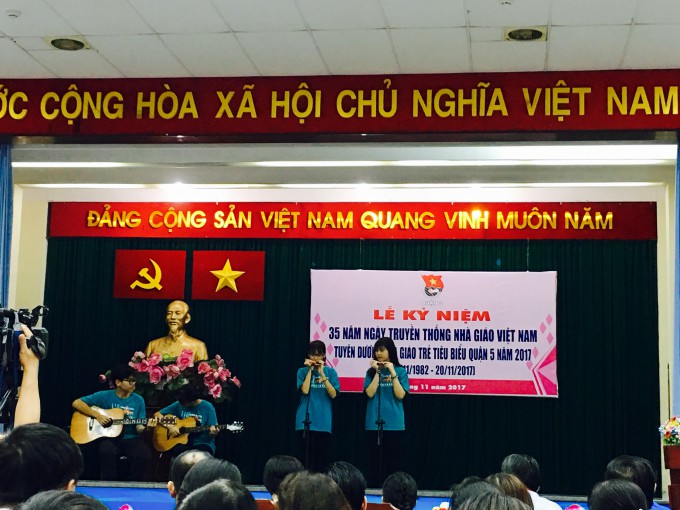 ỚC CỘNG HÒA XÃ HỘI CHỦ NGHĨA VIỆT NAM
ĐẢNG CỘNG SẢN VIỆT NAM QUANG VINH MUÔN NĂM
LỄ KỶ NIỆM
35 NĂM NGÀY TRUYỀN THỐNG NHÀ GIÁO VIỆT NAM
TUYÊN DƯƠ GIÁO TRẺ TIÊU BIỂU QUẬN 5 NĂM 2017
/1982 - 20/11/2017)
11 năm 2017